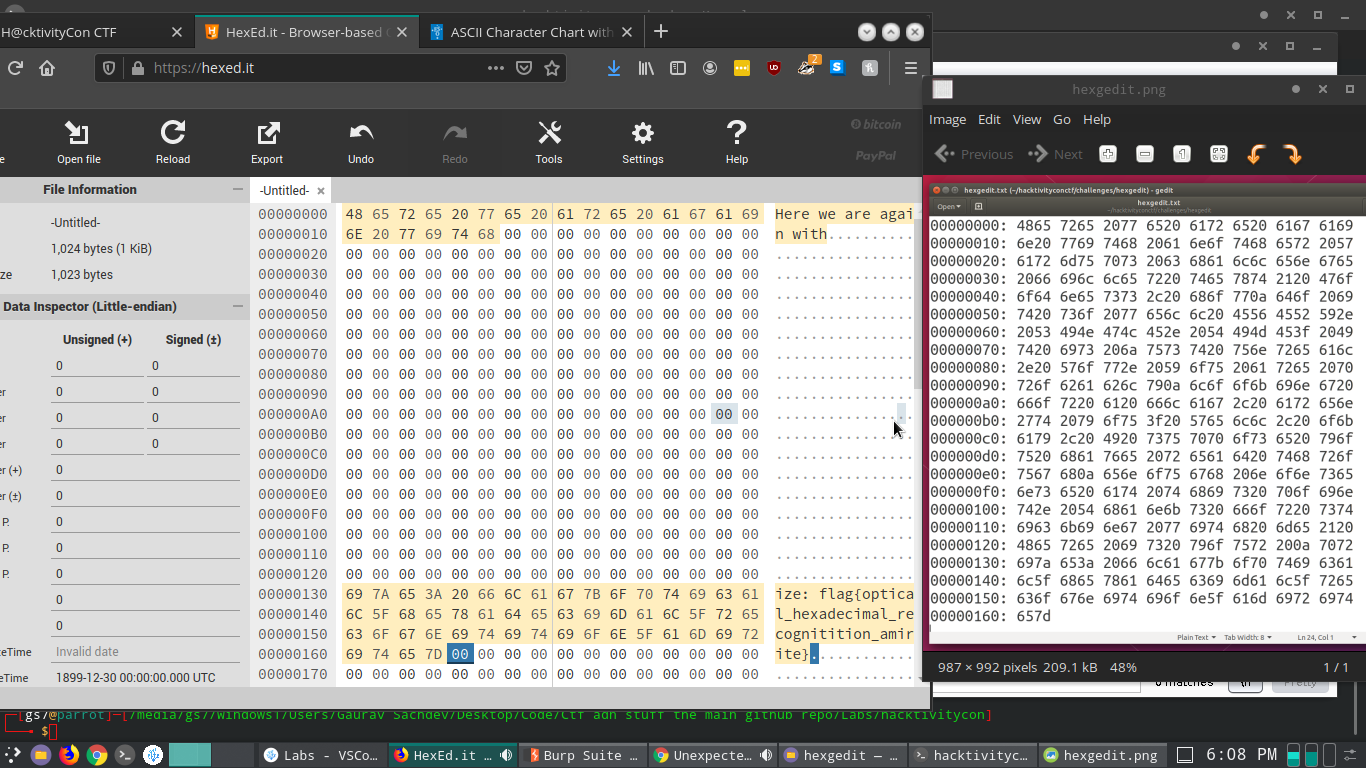 H@cktivityCon CTF
HexEd.it - Browser-based
ASCII Character Chart with
https://hexed.it
2
Open file
Reload
Export
Undo
Redo
Tools
Settings
Help
bitcoin
PayPal
File Information
-Untitled-
1,024 bytes (1 KiB)
1,023 bytes
Data Inspector (Little-endian)
Unsigned (+) Signed (±)
0 0
0 0
0 0
0 0
0
0
0
0
0
0
0
Invalid date
1899-12-30 00:00:00.000 UTC
-Untitled-
00000000 48 65 72 65 20 77 65 20 61 72 65 20 61 67 61 69 Here we are agai
00000010 6E 20 77 69 74 68 00 00 00 00 00 00 00 00 00 00 n with..........
00000020 00 00 00 00 00 00 00 00 00 00 00 00 00 00 00 00 ................
00000030 00 00 00 00 00 00 00 00 00 00 00 00 00 00 00 00 ................
00000040 00 00 00 00 00 00 00 00 00 00 00 00 00 00 00 00 ................
00000050 00 00 00 00 00 00 00 00 00 00 00 00 00 00 00 00 ................
00000060 00 00 00 00 00 00 00 00 00 00 00 00 00 00 00 00 ................
00000070 00 00 00 00 00 00 00 00 00 00 00 00 00 00 00 00 ................
00000080 00 00 00 00 00 00 00 00 00 00 00 00 00 00 00 00 ................
00000090 00 00 00 00 00 00 00 00 00 00 00 00 00 00 00 00 ................
000000A0 00 00 00 00 00 00 00 00 00 00 00 00 00 00 00 00 ................
000000B0 00 00 00 00 00 00 00 00 00 00 00 00 00 00 00 00 ................
000000C0 00 00 00 00 00 00 00 00 00 00 00 00 00 00 00 00 ................
000000D0 00 00 00 00 00 00 00 00 00 00 00 00 00 00 00 00 ................
000000E0 00 00 00 00 00 00 00 00 00 00 00 00 00 00 00 00 ................
000000F0 00 00 00 00 00 00 00 00 00 00 00 00 00 00 00 00 ................
00000100 00 00 00 00 00 00 00 00 00 00 00 00 00 00 00 00 ................
00000110 00 00 00 00 00 00 00 00 00 00 00 00 00 00 00 00 ................
00000120 00 00 00 00 00 00 00 00 00 00 00 00 00 00 00 00 ................
00000130 69 7A 65 3A 20 66 6C 61 67 7B 6F 70 74 69 63 61 ize: flag{optica
00000140 6C 5F 68 65 78 61 64 65 63 69 6D 61 6C 5F 72 65 l_hexadecimal_re
00000150 63 6F 67 6E 69 74 69 74 69 6F 6E 5F 61 6D 69 72 cognitition_amir
00000160 69 74 65 7D 00 00 00 00 00 00 00 00 00 00 00 00 ite}............
00000170 00 00 00 00 00 00 00 00 00 00 00 00 00 00 00 00 ................
hexgedit.png
Image Edit View Go Help
Previous Next
hexgedit.txt (~/hacktivityconctf/challenges/hexgedit) - gedit
Open
hexgedit.txt
~/hacktivityconctf/challenges/hexgedit
00000000: 4865 7265 2077 6520 6172 6520 6167 6169
00000010: 6e20 7769 7468 2061 6e6f 7468 6572 2057
00000020: 6172 6d75 7073 2063 6861 6c6c 656e 6765
00000030: 2066 696c 6c65 7220 7465 7874 2120 476f
00000040: 6f64 6e65 7373 2c20 686f 770a 646f 2069
00000050: 7420 736f 2077 656c 6c20 4556 4552 592e
00000060: 2053 494e 474c 452e 2054 494d 453f 2049
00000070: 7420 6973 206a 7573 7420 756e 7265 616c
00000080: 2e20 576f 772e 2059 6f75 2061 7265 2070
00000090: 726f 6261 626c 790a 6c6f 6f6b 696e 6720
000000a0: 666f 7220 6120 666c 6167 2c20 6172 656e
000000b0: 2774 2079 6f75 3f20 5765 6c6c 2c20 6f6b
000000c0: 6179 2c20 4920 7375 7070 6f73 6520 796f
000000d0: 7520 6861 7665 2072 6561 6420 7468 726f
000000e0: 7567 680a 656e 6f75 6768 206e 6f6e 7365
000000f0: 6e73 6520 6174 2074 6869 7320 706f 696e
00000100: 742e 2054 6861 6e6b 7320 666f 7220 7374
00000110: 6963 6b69 6e67 2077 6974 6820 6d65 2120
00000120: 4865 7265 2069 7320 796f 7572 200a 7072
00000130: 697a 653a 2066 6c61 677b 6f70 7469 6361
00000140: 6c5f 6865 7861 6465 6369 6d61 6c5f 7265
00000150: 636f 676e 6974 696f 6e5f 616d 6972 6974
00000160: 657d
Plain Text Tab Width: 8 Ln 24, Col 1
987 × 992 pixels 209.1 kB 48% 1 / 1
Pretty
[gs7@parrot]-[/media/gs7/Windows1/Users/Gaurav Sachdev/Desktop/Code/Ctf adn stuff the main github repo/Labs/hacktivitycon]
$
Labs - VSCo...
HexEd.it ...
Burp Suite ...
Unexpecte...
hexgedit — ...
hacktivityc...
hexgedit.png
6:08 PM